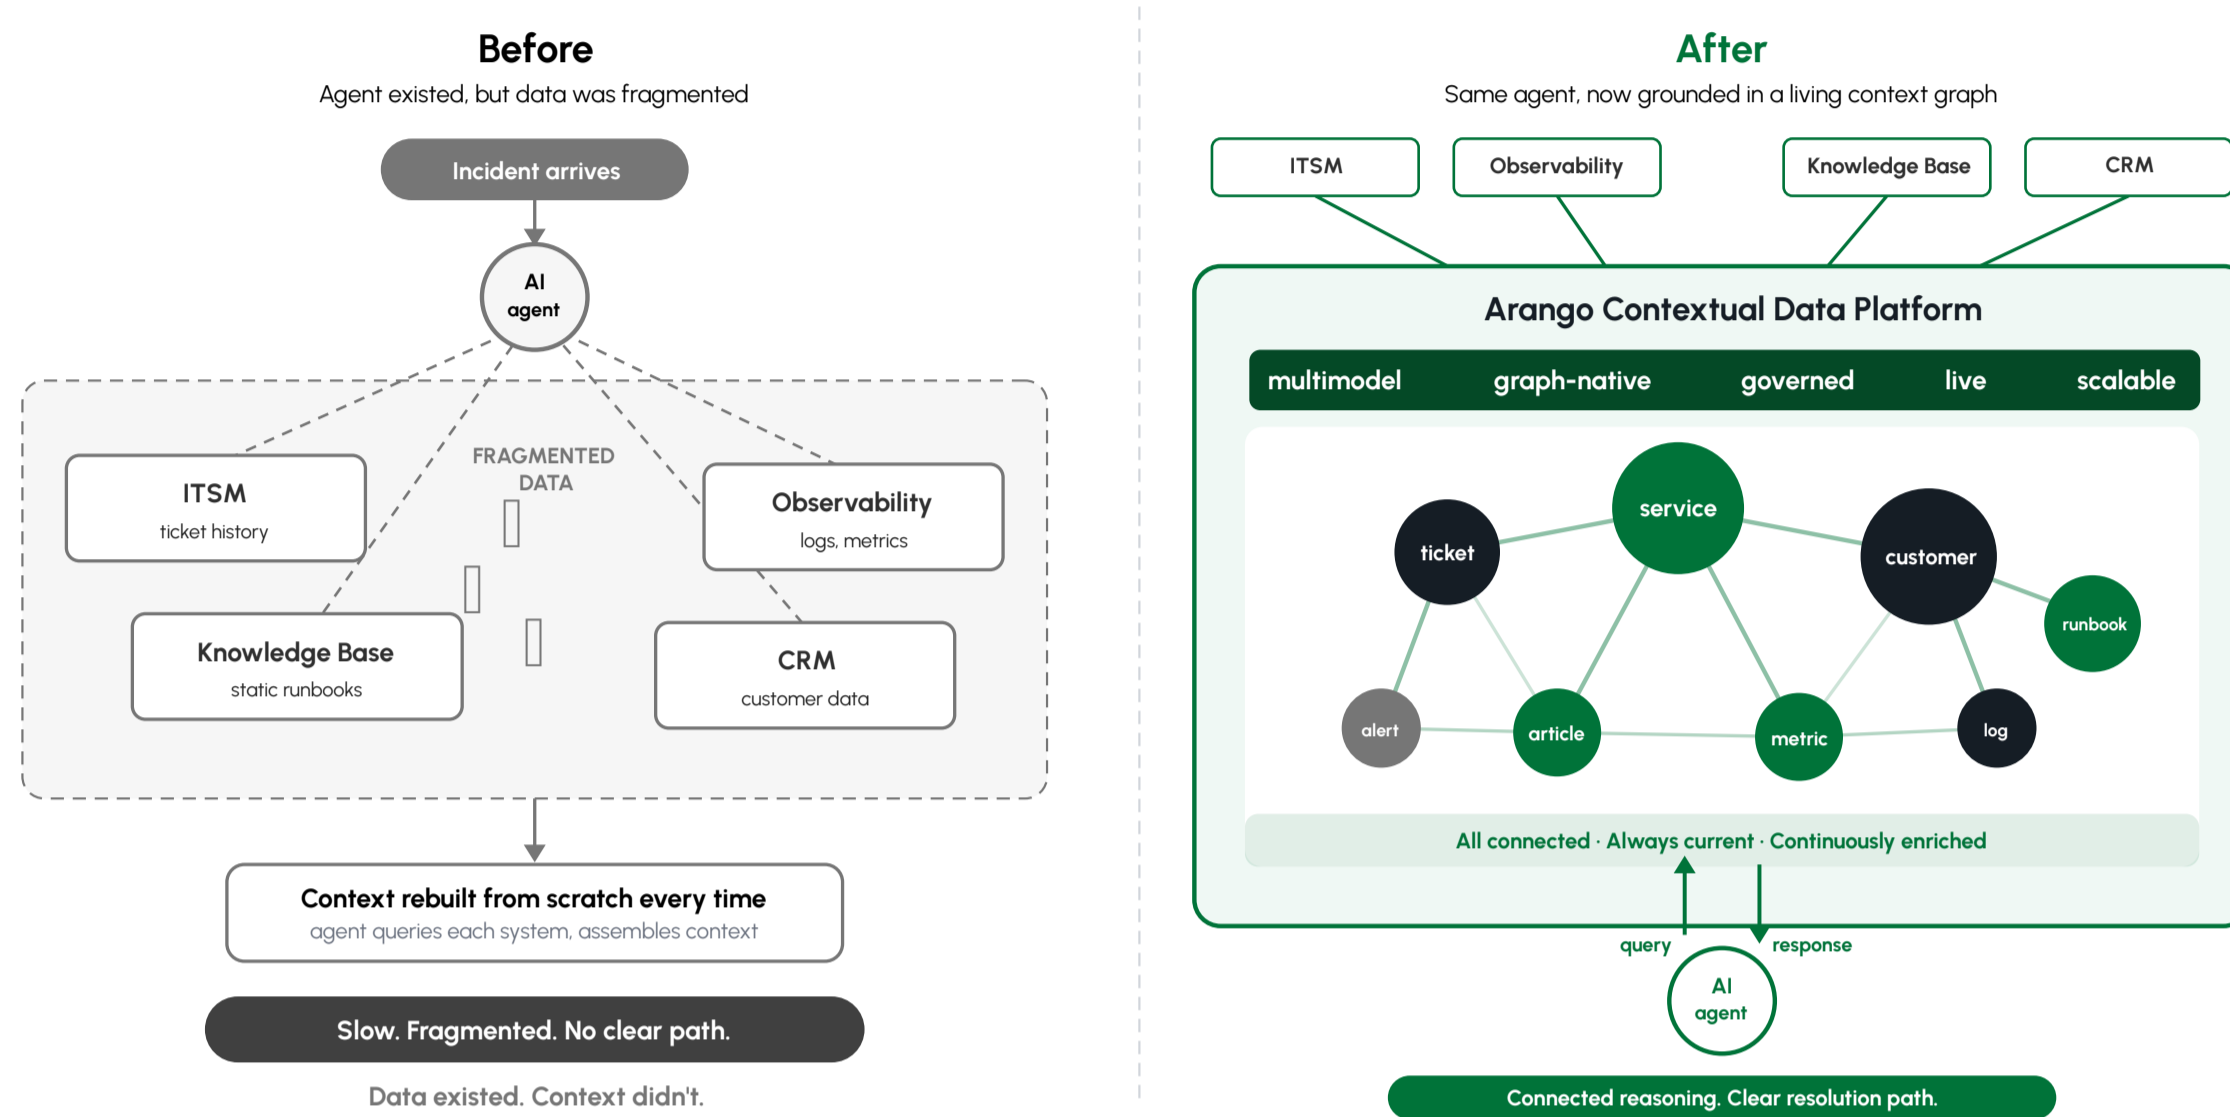 Before
Agent existed, but data was fragmented
Incident arrives
AI
agent
FRAGMENTED
DATA
ITSM
ticket history
Observability
logs, metrics
Knowledge Base
static runbooks
CRM
customer data
Context rebuilt from scratch every time
agent queries each system, assembles context
Slow. Fragmented. No clear path.
Data existed. Context didn't.
After
Same agent, now grounded in a living context graph
ITSM
Observability
Knowledge Base
CRM
Arango Contextual Data Platform
multimodel graph-native governed live scalable
service
ticket
customer
runbook
alert
article
metric
log
All connected · Always current · Continuously enriched
query
response
AI
agent
Connected reasoning. Clear resolution path.